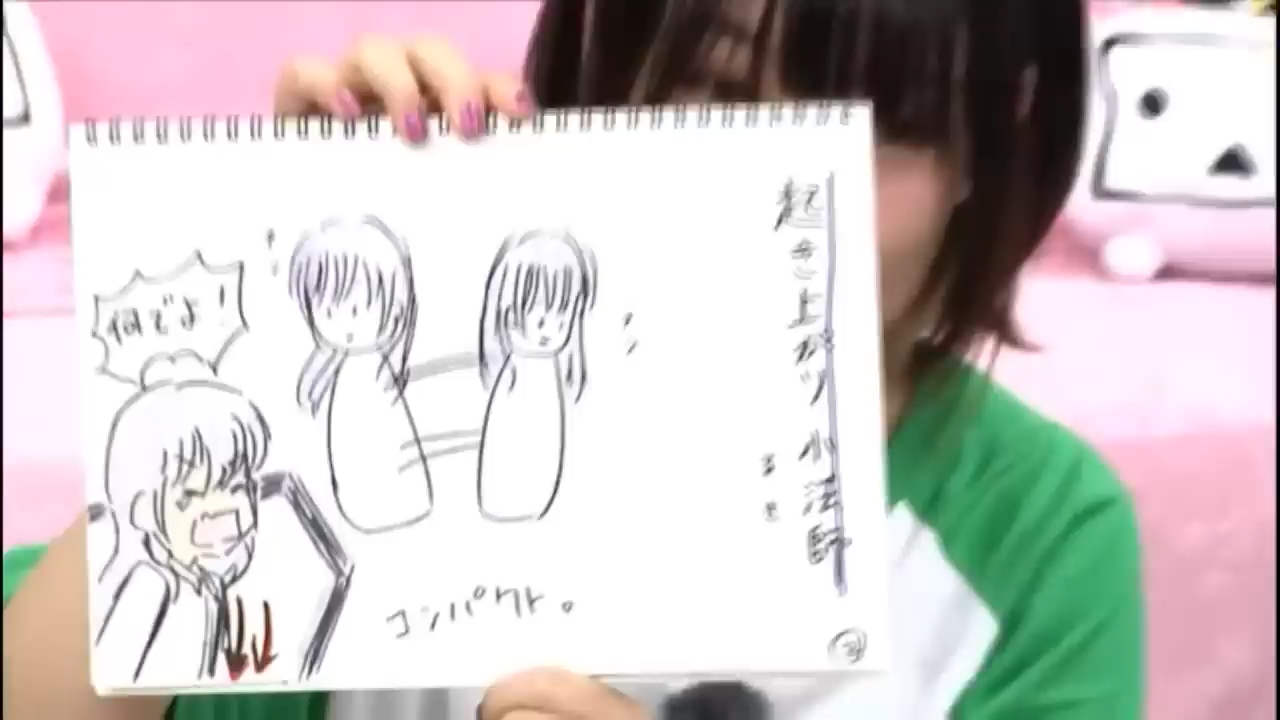 起き上がり小法師
何でよ!
コンパクト。